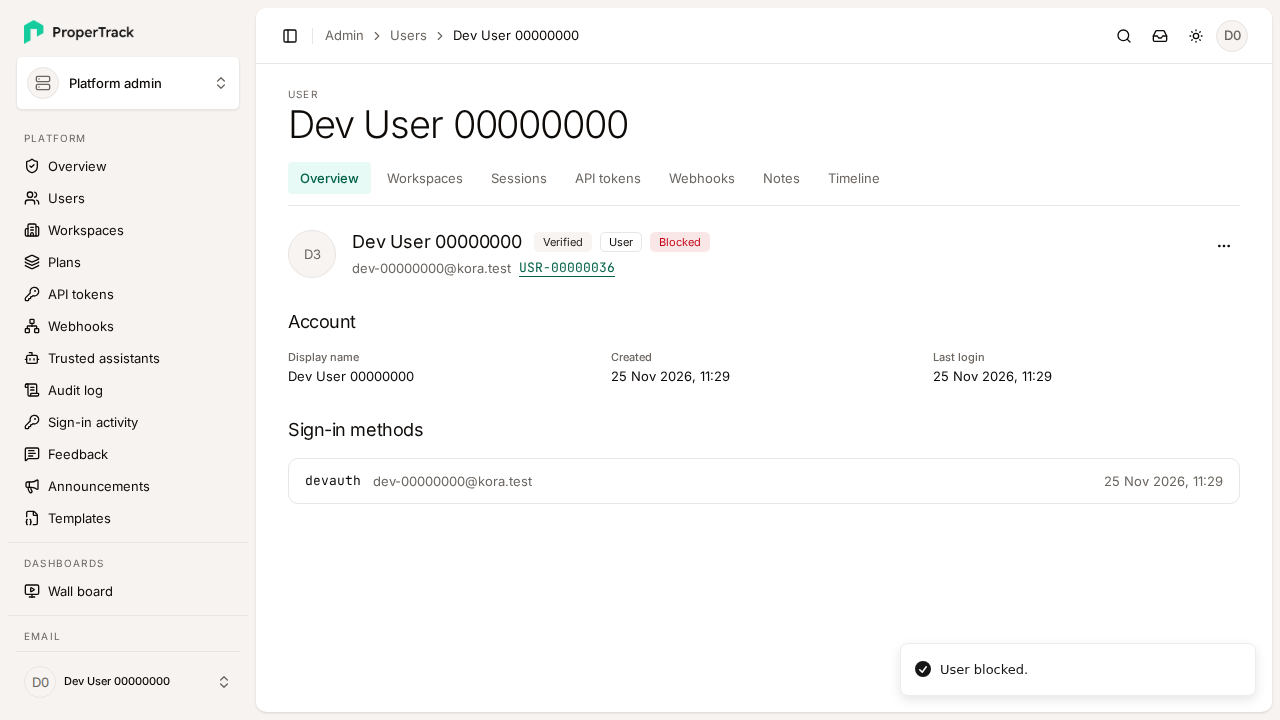 ProperTrack
Platform admin
PLATFORM
Overview
Users
Workspaces
Plans
API tokens
Webhooks
Trusted assistants
Audit log
Sign-in activity
Feedback
Announcements
Templates
DASHBOARDS
Wall board
EMAIL
D0 Dev User 00000000
Admin > Users > Dev User 00000000
D0
USER
Dev User 00000000
Overview Workspaces Sessions API tokens Webhooks Notes Timeline
D3
Dev User 00000000 Verified User Blocked
dev-00000000@kora.test USR-00000036
Account
Display name Created Last login
Dev User 00000000 25 Nov 2026, 11:29 25 Nov 2026, 11:29
Sign-in methods
devauth dev-00000000@kora.test 25 Nov 2026, 11:29
User blocked.